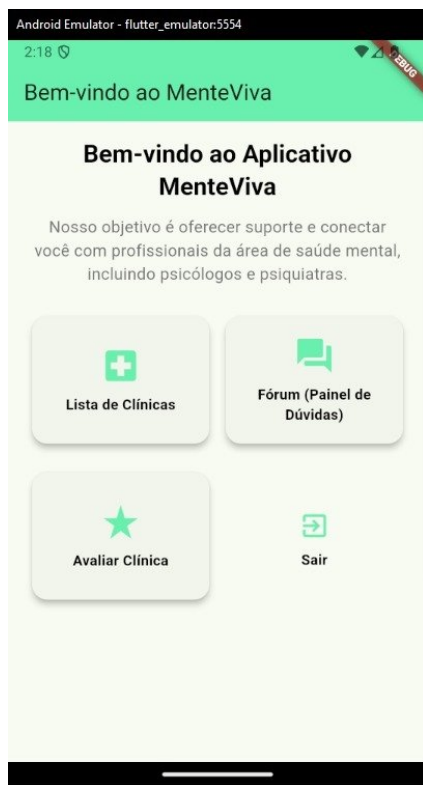 Android Emulator - flutter_emulator:5554
2:18
DEBUG
Bem-vindo ao MenteViva
Bem-vindo ao Aplicativo
MenteViva
Nosso objetivo é oferecer suporte e conectar
você com profissionais da área de saúde mental,
incluindo psicólogos e psiquiatras.
Lista de Clínicas
Fórum (Painel de
Dúvidas)
Avaliar Clínica
Sair